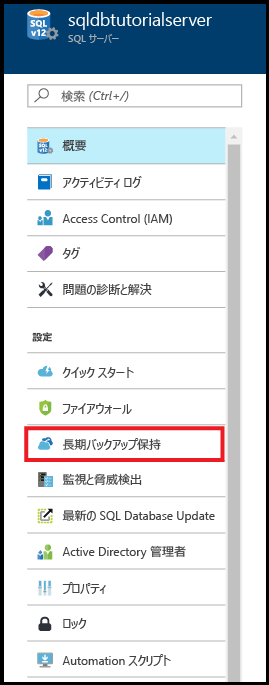 SQL
v12
sqldbtutorialserver
SQL サーバー
検索 (Ctrl+/)
SQL
v12
概要
アクティビティ ログ
Access Control (IAM)
タグ
問題の診断と解決
設定
クイック スタート
ファイアウォール
長期バックアップ保持
監視と脅威検出
最新の SQL Database Update
Active Directory 管理者
プロパティ
ロック
Automation スクリプト